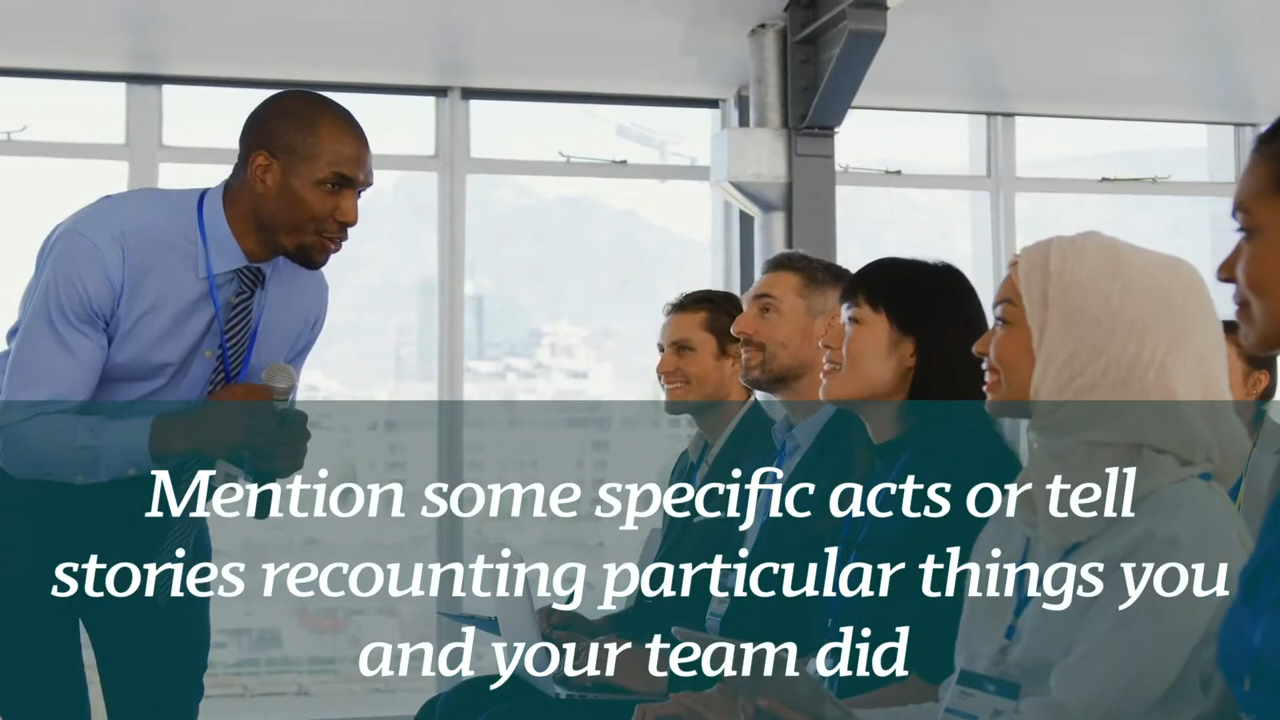 Mention some specific acts or tell
stories recounting particular things you
and your team did